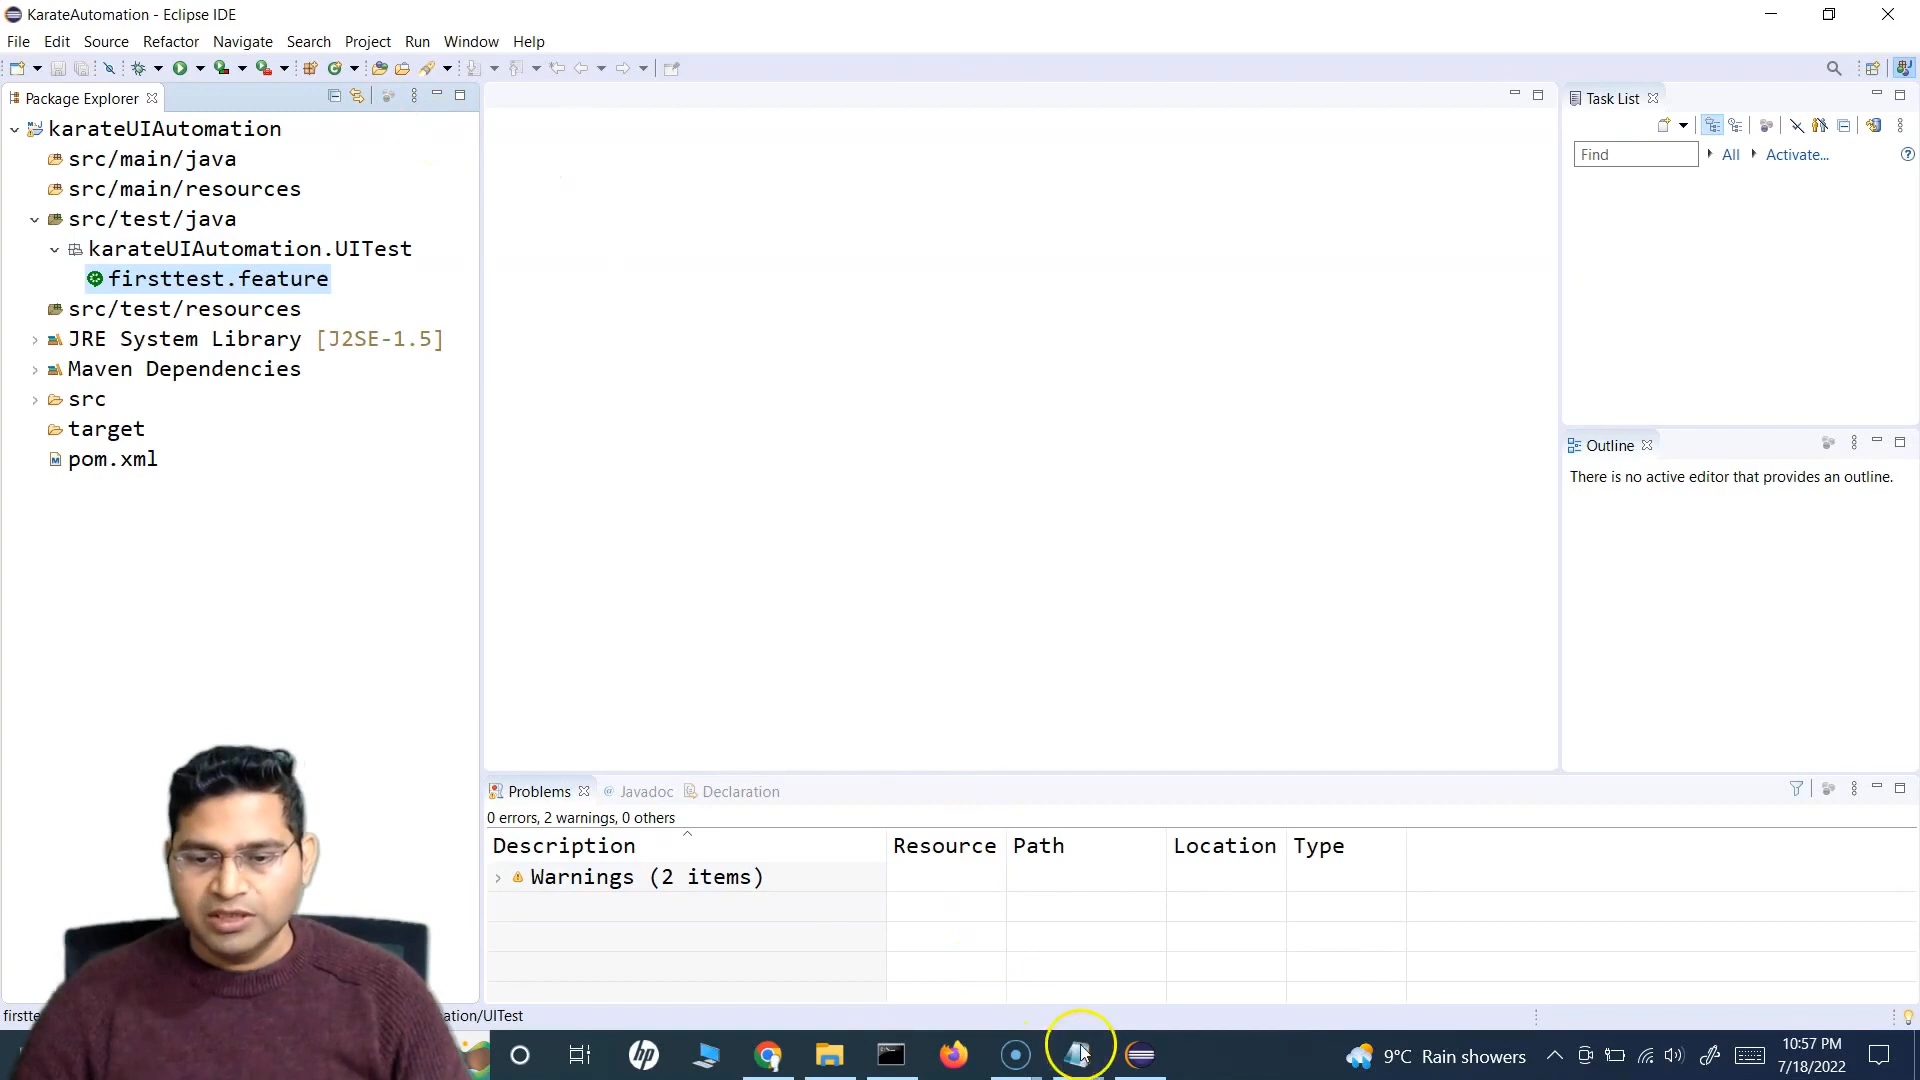 KarateAutomation - Eclipse IDE
File Edit Source Refactor Navigate Search Project Run Window Help
Package Explorer
Task List
karateUIAutomation
src/main/java
Find All Activate...
src/main/resources
src/test/java
karateUIAutomation.UITest
firsttest.feature
src/test/resources
JRE System Library [J2SE-1.5]
Maven Dependencies
src
target
pom.xml
Outline
There is no active editor that provides an outline.
Problems @ Javadoc Declaration
0 errors, 2 warnings, 0 others
Description Resource Path Location Type
Warnings (2 items)
firstte ation/UITest
hp
9°C Rain showers
10:57 PM
7/18/2022